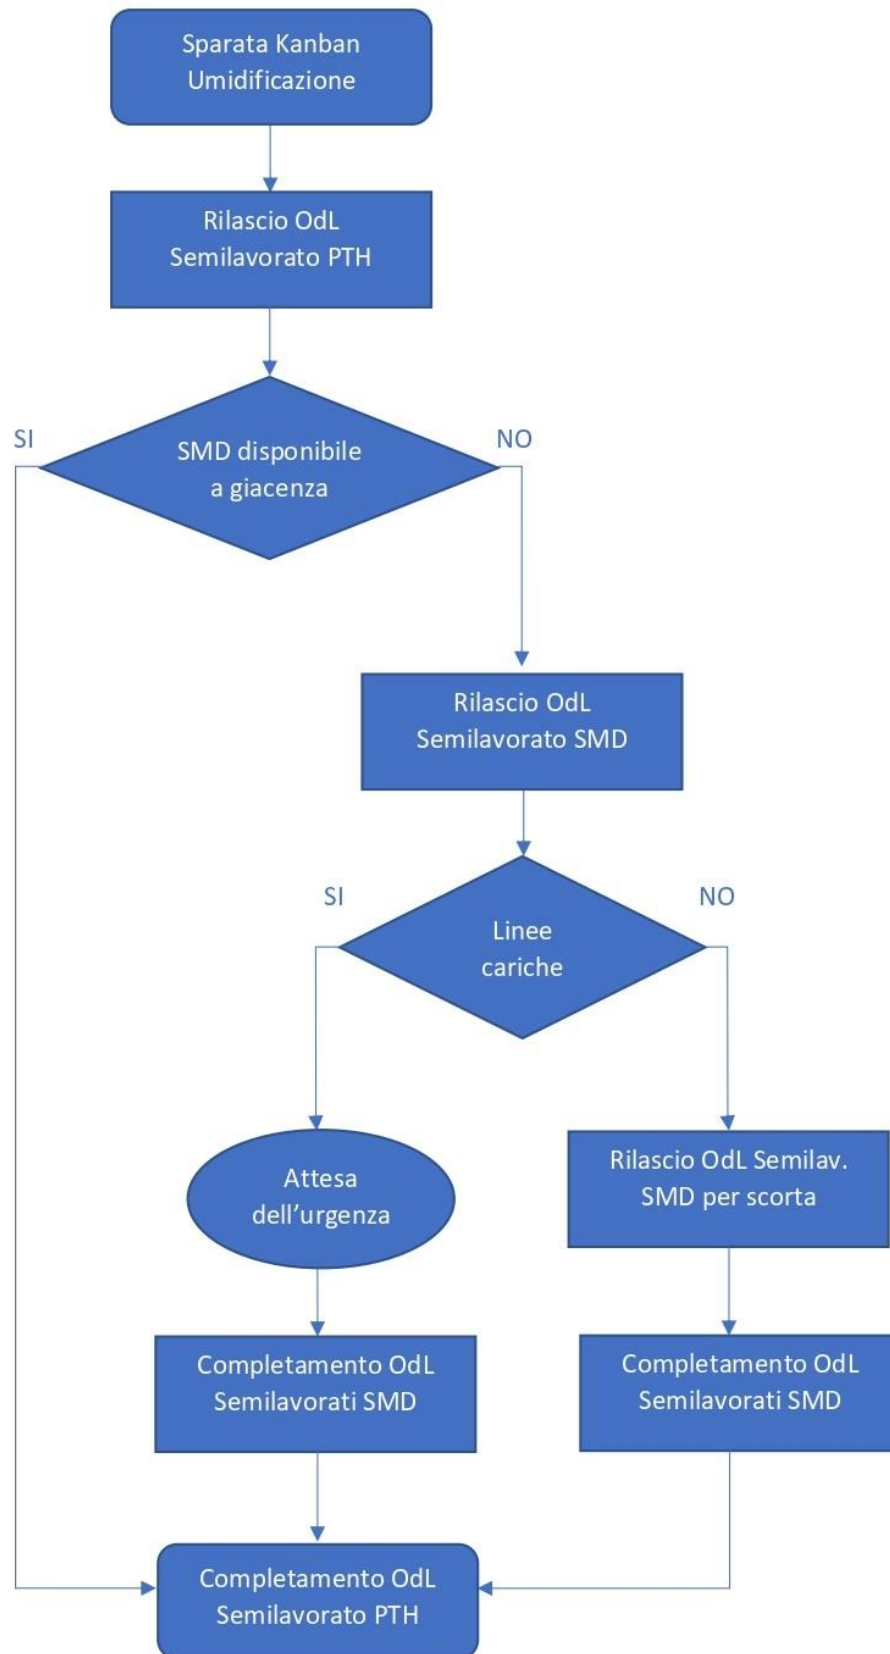 Sparata Kanban
Umidificazione
Rilascio OdL
Semilavorato PTH
SI
NO
SMD disponibile
a giacenza
Rilascio OdL
Semilavorato SMD
SI
NO
Linee
cariche
Attesa
dell’urgenza
Rilascio OdL Semilav.
SMD per scorta
Completamento OdL
Semilavorati SMD
Completamento OdL
Semilavorati SMD
Completamento OdL
Semilavorato PTH